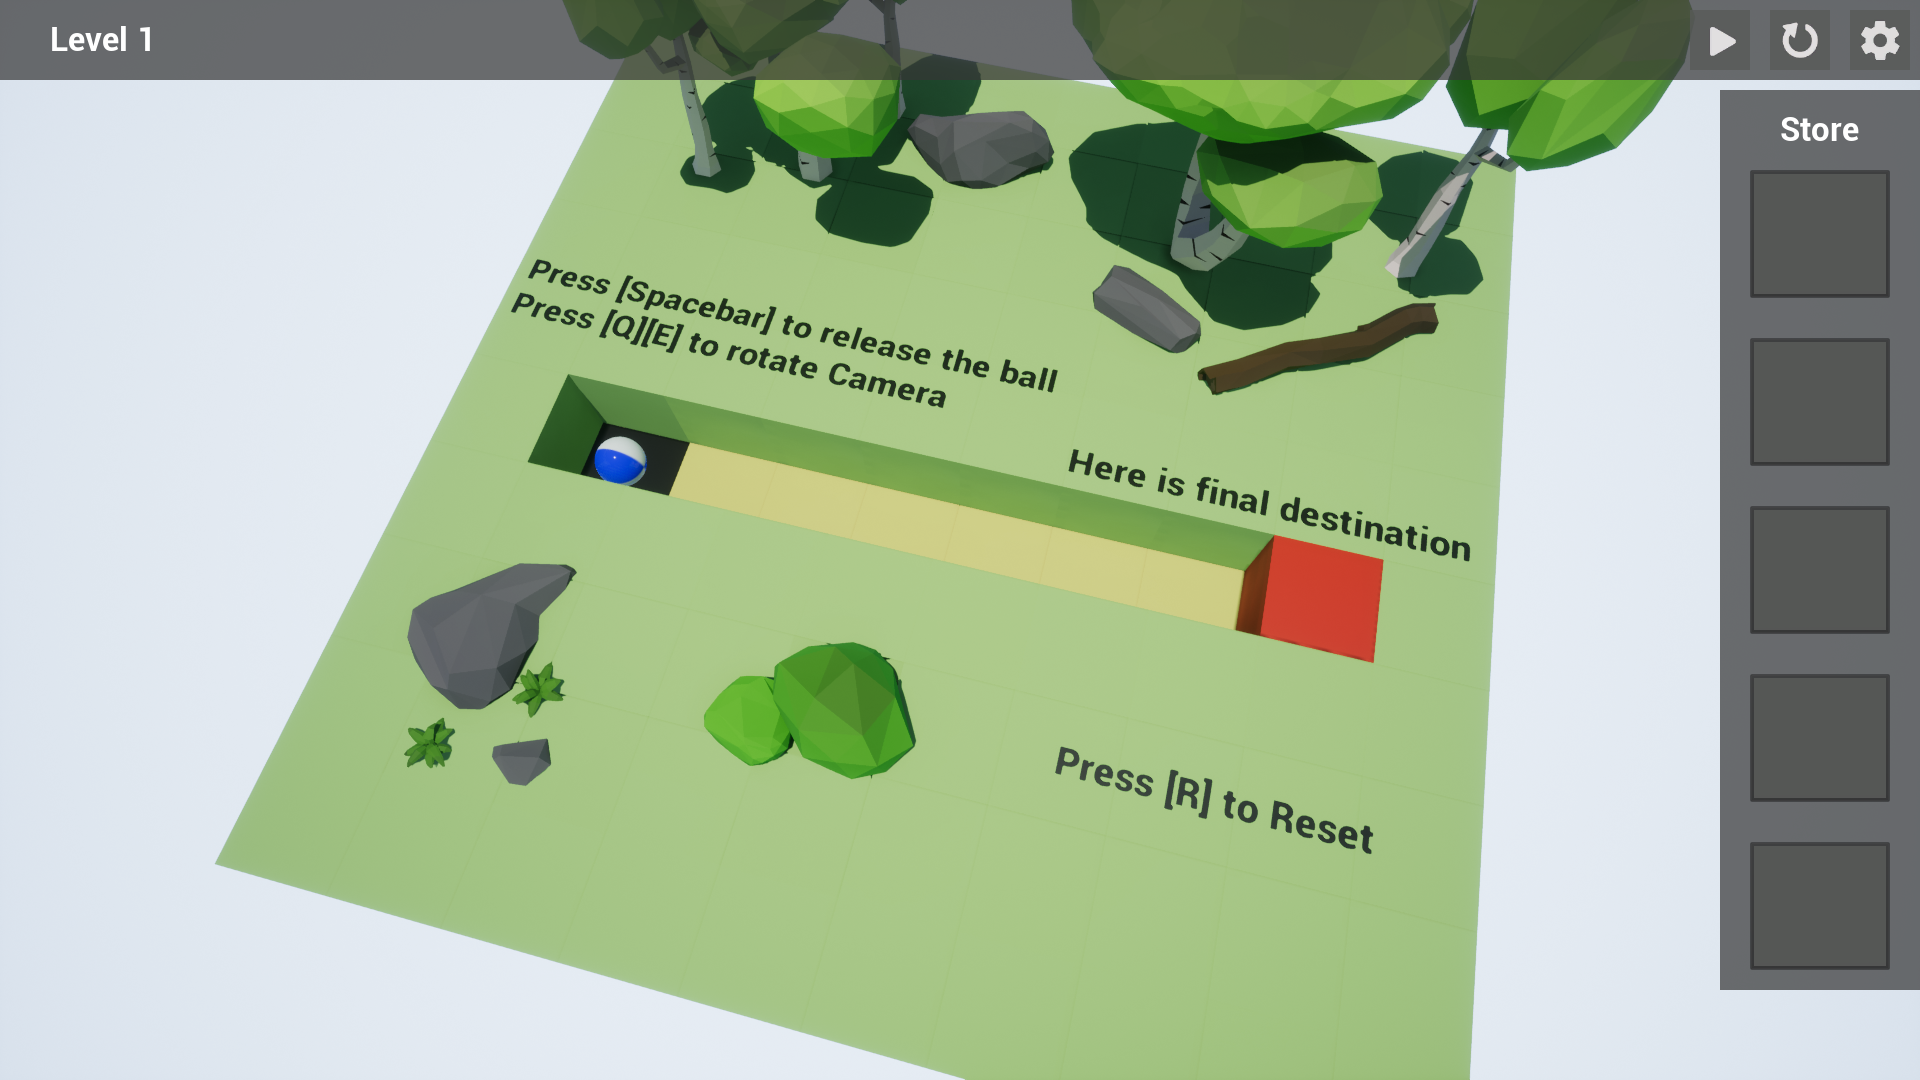 Level 1
Store
Press [Spacebar] to release the ball
Press [Q][E] to rotate Camera
Here is final destination
Press [R] to Reset